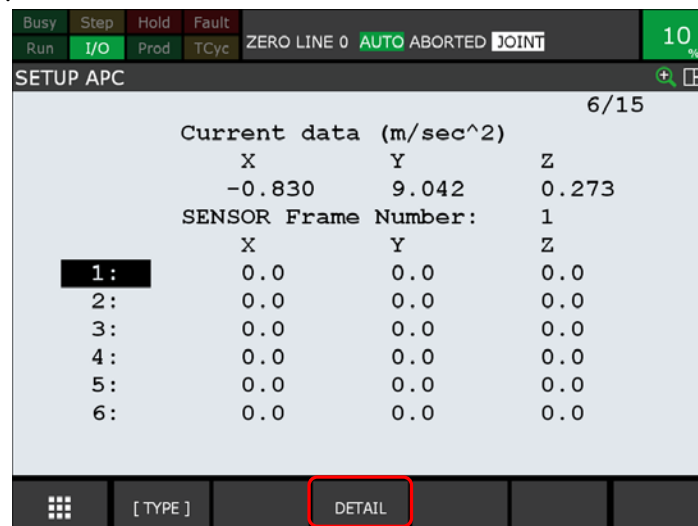 Busy Step Hold Fault
Run I/O Prod TCyc ZERO LINE 0 AUTO ABORTED JOINT 10 %
SETUP APC
6/15
Current data (m/sec^2)
X Y Z
-0.830 9.042 0.273
SENSOR Frame Number: 1
X Y Z
1: 0.0 0.0 0.0
2: 0.0 0.0 0.0
3: 0.0 0.0 0.0
4: 0.0 0.0 0.0
5: 0.0 0.0 0.0
6: 0.0 0.0 0.0
[ TYPE ] DETAIL